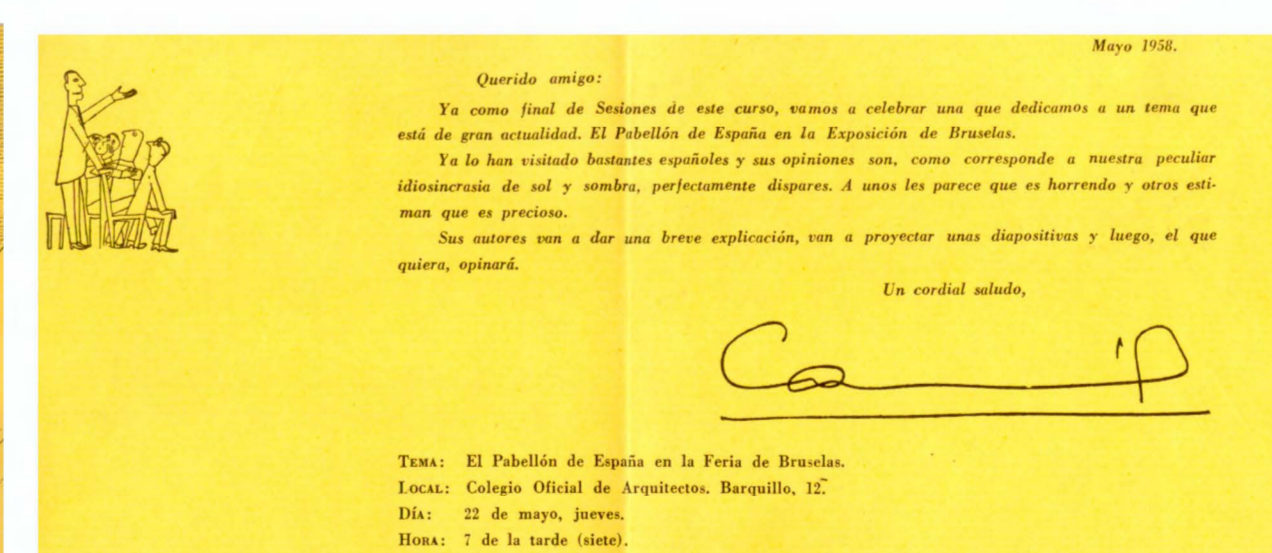 Mayo 1958.
Querido amigo:
Ya como final de Sesiones de este curso, vamos a celebrar una que dedicamos a un tema que
está de gran actualidad. El Pabellón de España en la Exposición de Bruselas.
Ya lo han visitado bastantes españoles y sus opiniones son, como corresponde a nuestra peculiar
idiosincrasia de sol y sombra, perfectamente dispares. A unos les parece que es horrendo y otros esti-
man que es precioso.
Sus autores van a dar una breve explicación, van a proyectar unas diapositivas y luego, el que
quiera, opinará.
Un cordial saludo,
TEMA: El Pabellón de España en la Feria de Bruselas.
LOCAL: Colegio Oficial de Arquitectos. Barquillo, 12.
DÍA: 22 de mayo, jueves.
HORA: 7 de la tarde (siete).